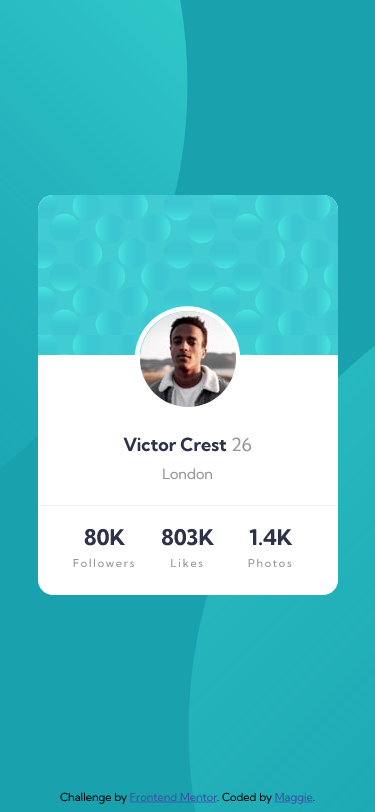 Victor Crest 26
London
80K 803K 1.4K
Followers Likes Photos
Challenge by Frontend Mentor. Coded by Maggie.